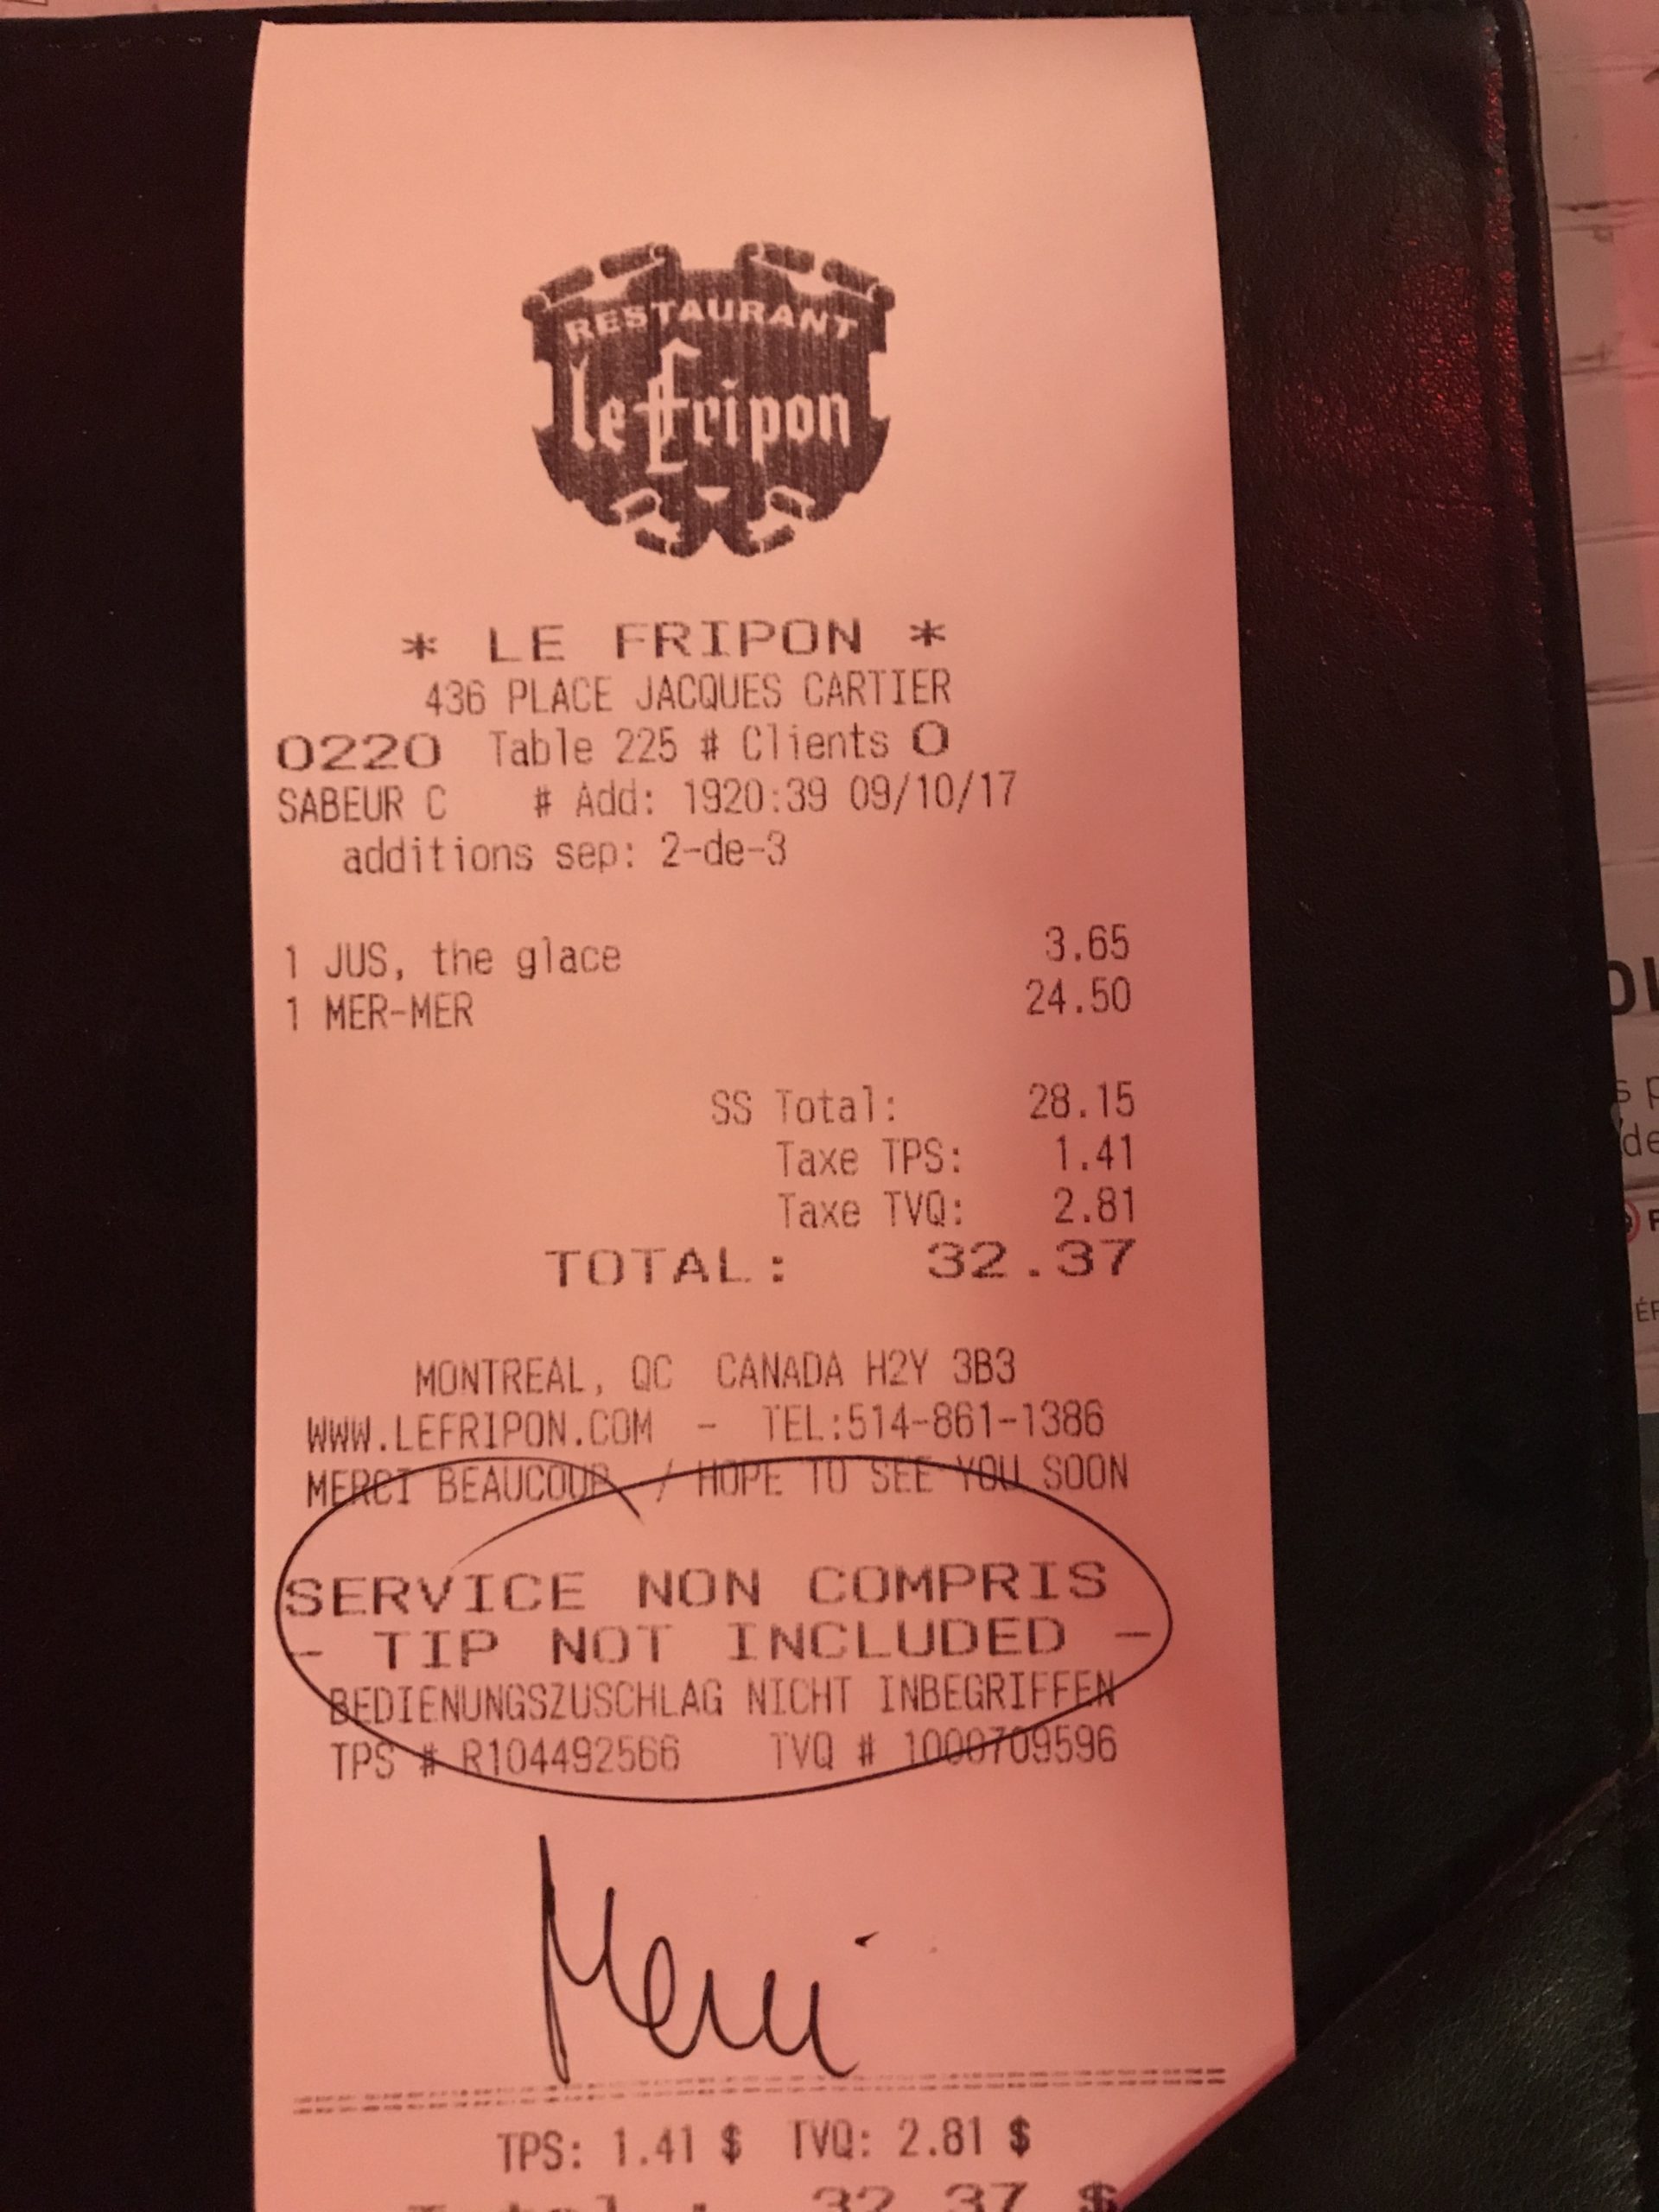 RESTAURANT
le Fripon
* LE FRIPON *
436 PLACE JACQUES CARTIER
0220 Table 225 # Clients 0
SABEUR C # Add: 1920:39 09/10/17
additions sep: 2-de-3
1 JUS, the glace 3.65
1 MER-MER 24.50
SS Total: 28.15
Taxe TPS: 1.41
Taxe TVQ: 2.81
TOTAL: 32.37
MONTREAL, QC CANADA H2Y 3B3
WWW.LEFRIPON.COM - TEL:514-861-1386
MERCI BEAUCOUP / HOPE TO SEE YOU SOON
SERVICE NON COMPRIS
- TIP NOT INCLUDED -
BEDIENUNGSZUSCHLAG NICHT INBEGRIFFEN
TPS # R104492566 TVQ # 1000709596
Merci
TPS: 1.41 $ TVQ: 2.81 $
Total : 32.37 $